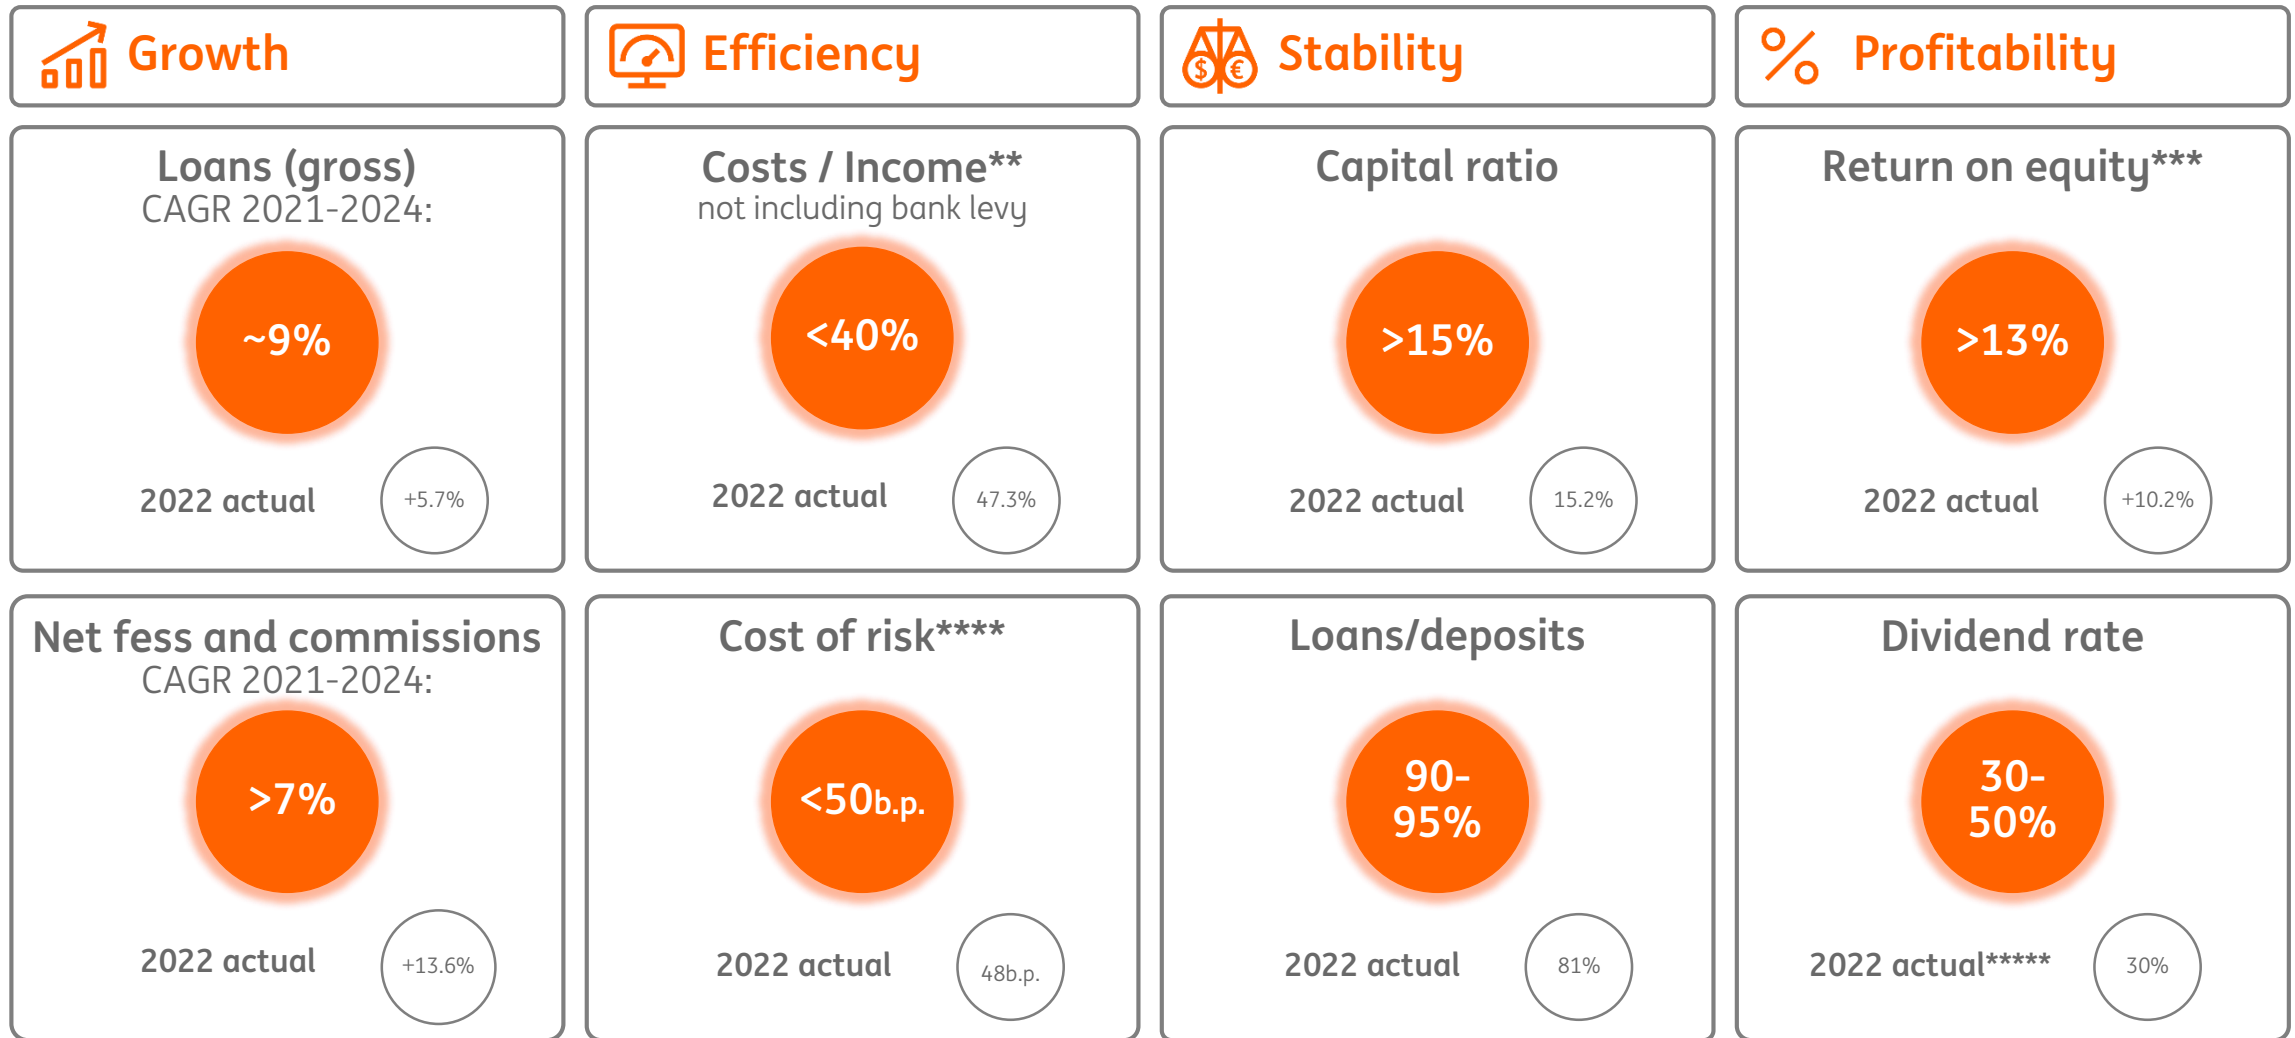 Growth
Efficiency
$ €
Stability
Profitability
Loans (gross)
CAGR 2021-2024:
~9%
2022 actual
+5.7%
Costs / Income**
not including bank levy
<40%
2022 actual
47.3%
Capital ratio
>15%
2022 actual
15.2%
Return on equity***
>13%
2022 actual
+10.2%
Net fess and commissions
CAGR 2021-2024:
>7%
2022 actual
+13.6%
Cost of risk****
<50b.p.
2022 actual
48b.p.
Loans/deposits
90-
95%
2022 actual
81%
Dividend rate
30-
50%
2022 actual*****
30%